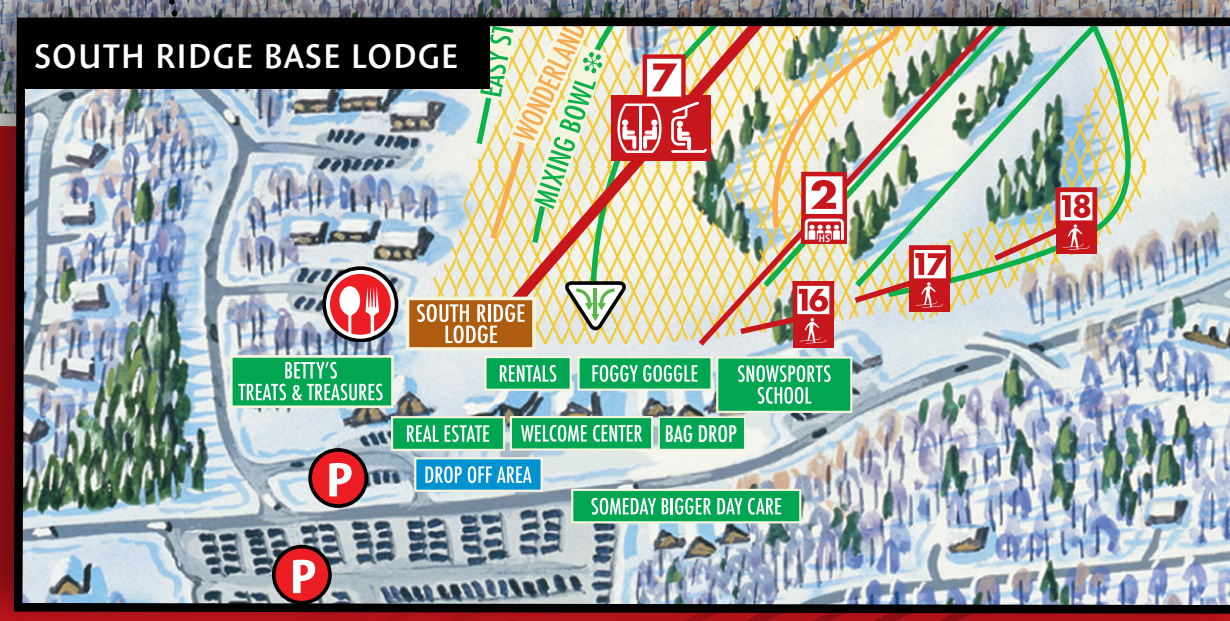 SOUTH RIDGE BASE LODGE
EASY ST
WONDERLAND
MIXING BOWL
7
2
HS
18
17
16
SOUTH RIDGE
LODGE
BETTY'S
TREATS & TREASURES
RENTALS
FOGGY GOGGLE
SNOWSPORTS
SCHOOL
REAL ESTATE
WELCOME CENTER
BAG DROP
P
DROP OFF AREA
SOMEDAY BIGGER DAY CARE
P